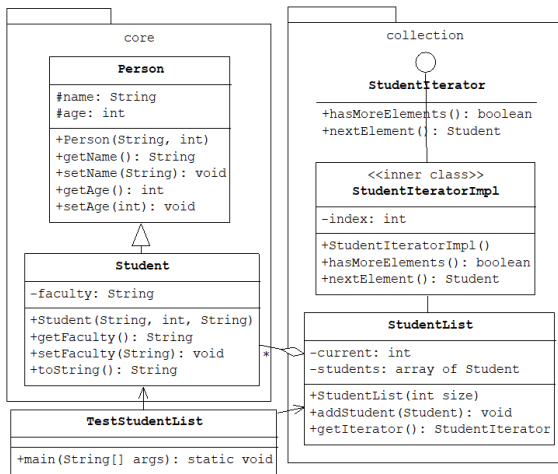 core
Person
#name: String
#age: int
+Person(String, int)
+getName(): String
+setName(String): void
+getAge(): int
+setAge(int): void
Student
-faculty: String
+Student(String, int, String)
+getFaculty(): String
+setFaculty(String): void
+toString(): String
*
TestStudentList
+main(String[] args): static void
collection
StudentIterator
+hasMoreElements(): boolean
+nextElement(): Student
<<inner class>>
StudentIteratorImpl
-index: int
+StudentIteratorImpl()
+hasMoreElements(): boolean
+nextElement(): Student
StudentList
-current: int
-students: array of Student
+StudentList(int size)
+addStudent(Student): void
+getIterator(): StudentIterator